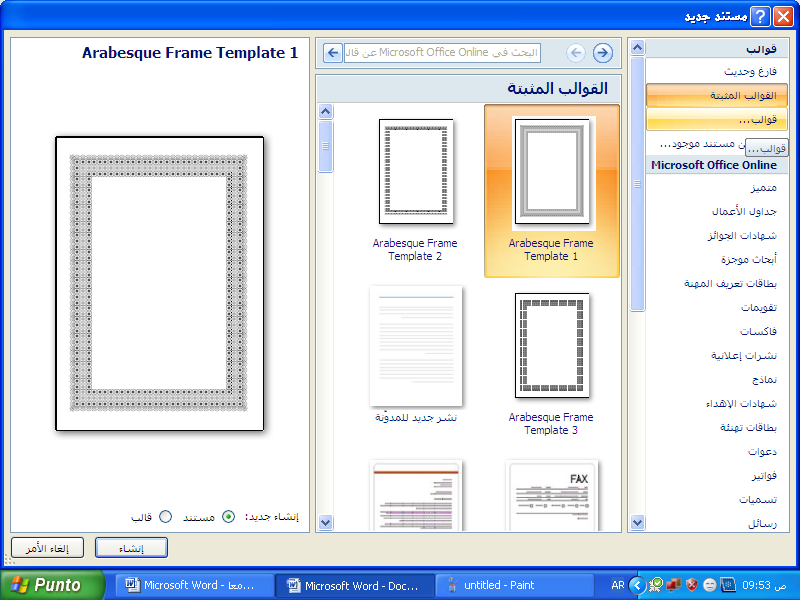 مستند جديد
قوالب
فارغ وحديث
القوالب المثبتة
قوالب...
ن مستند موجود...
قوالب...
Microsoft Office Online
متميز
جداول الأعمال
شهادات الجوائز
أبحاث موجزة
بطاقات تعريف المهنة
تقويمات
فاكسات
نشرات إعلانية
نماذج
شهادات الإهداء
بطاقات تهنئة
دعوات
فواتير
تسميات
رسائل
البحث في Microsoft Office Online عن قال
القوالب المثبتة
Arabesque Frame
Template 1
Arabesque Frame
Template 2
Arabesque Frame
Template 3
نشر جديد للمدوّنة
FAX
Arabesque Frame Template 1
إنشاء جديد: مستند قالب
إنشاء
إلغاء الأمر
Punto
Microsoft Word - معا...
Microsoft Word - Doc...
untitled - Paint
AR
09:53 ص